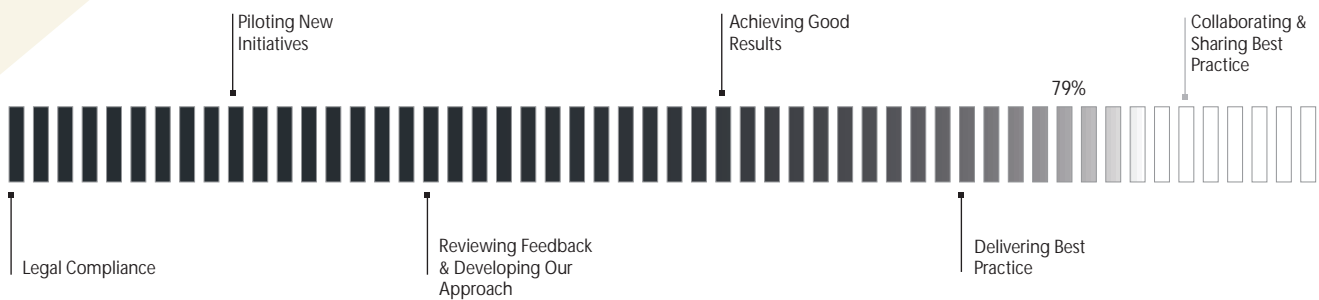 Piloting New
Initiatives
Achieving Good
Results
Collaborating &
Sharing Best
Practice
79%
Legal Compliance
Reviewing Feedback
& Developing Our
Approach
Delivering Best
Practice